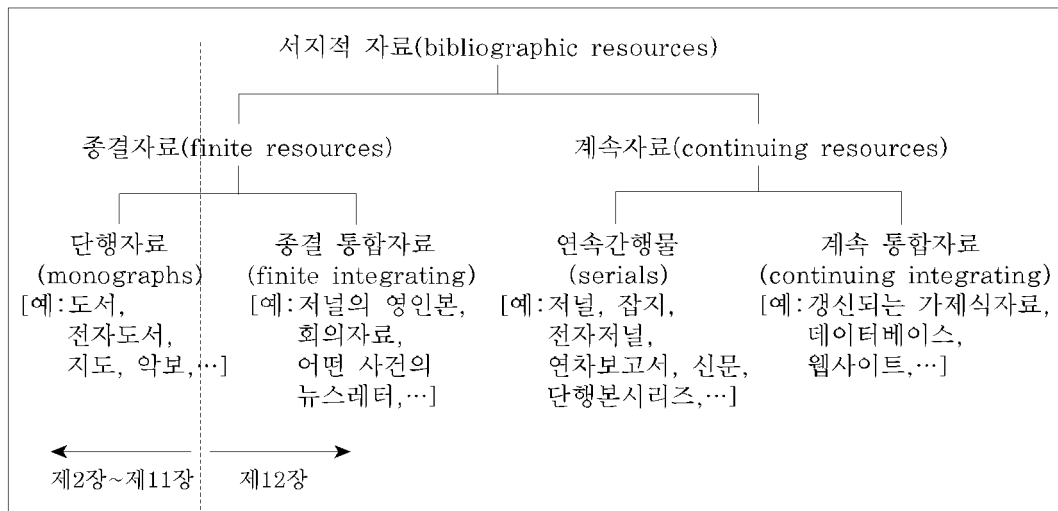 서지적 자료(bibliographic resources)
종결자료(finite resources)
계속자료(continuing resources)
단행자료
(monographs)
[예:도서,
전자도서,
지도, 악보,…]
종결 통합자료
(finite integrating)
[예:저널의 영인본,
회의자료,
어떤 사건의
뉴스레터,…]
연속간행물
(serials)
[예:저널, 잡지,
전자저널,
연차보고서, 신문,
단행본시리즈,…]
계속 통합자료
(continuing integrating)
[예:갱신되는 가제식자료,
데이터베이스,
웹사이트,…]
제2장~제11장
제12장